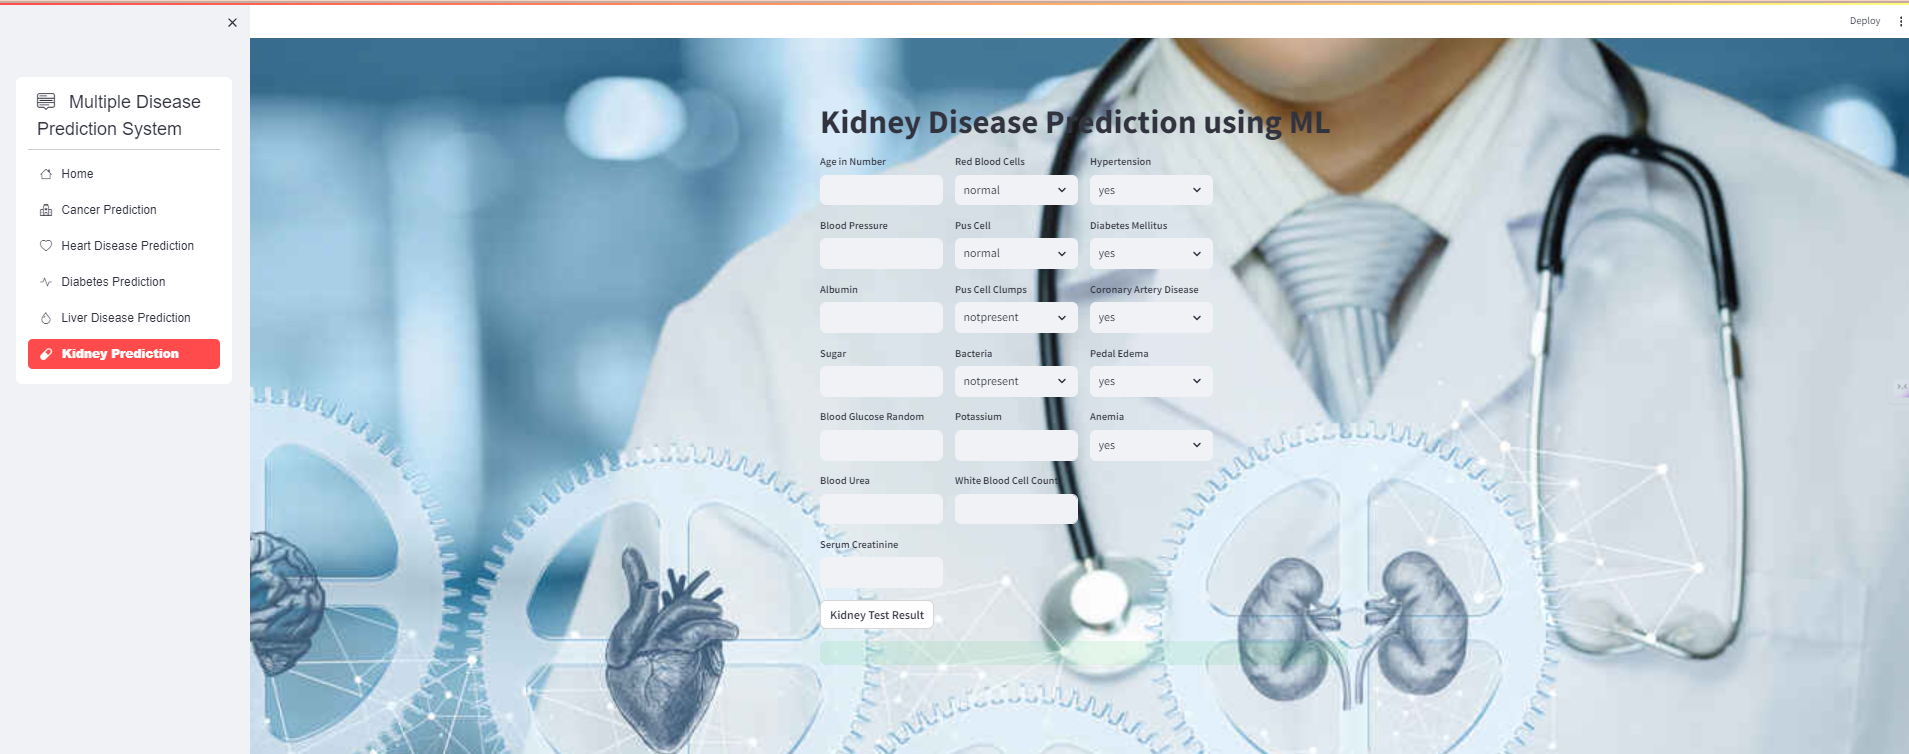 Deploy
Multiple Disease
Prediction System
Home
Cancer Prediction
Heart Disease Prediction
Diabetes Prediction
Liver Disease Prediction
Kidney Prediction
Kidney Disease Prediction using ML
Age in Number Red Blood Cells Hypertension
normal yes
Blood Pressure Pus Cell Diabetes Mellitus
normal yes
Albumin Pus Cell Clumps Coronary Artery Disease
notpresent yes
Sugar Bacteria Pedal Edema
notpresent yes
Blood Glucose Random Potassium Anemia
yes
Blood Urea White Blood Cell Count
Serum Creatinine
Kidney Test Result